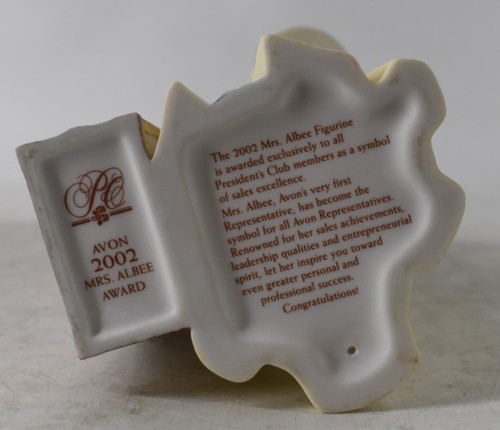 PC
AVON
2002
MRS. ALBEE
AWARD
The 2002 Mrs. Albee Figurine
is awarded exclusively to all
President's Club members as a symbol
of sales excellence.
Mrs. Albee, Avon's very first
Representative, has become the
symbol for all Avon Representatives.
Renowned for her sales achievements,
leadership qualities and entrepreneurial
spirit, let her inspire you toward
even greater personal and
professional success.
Congratulations!